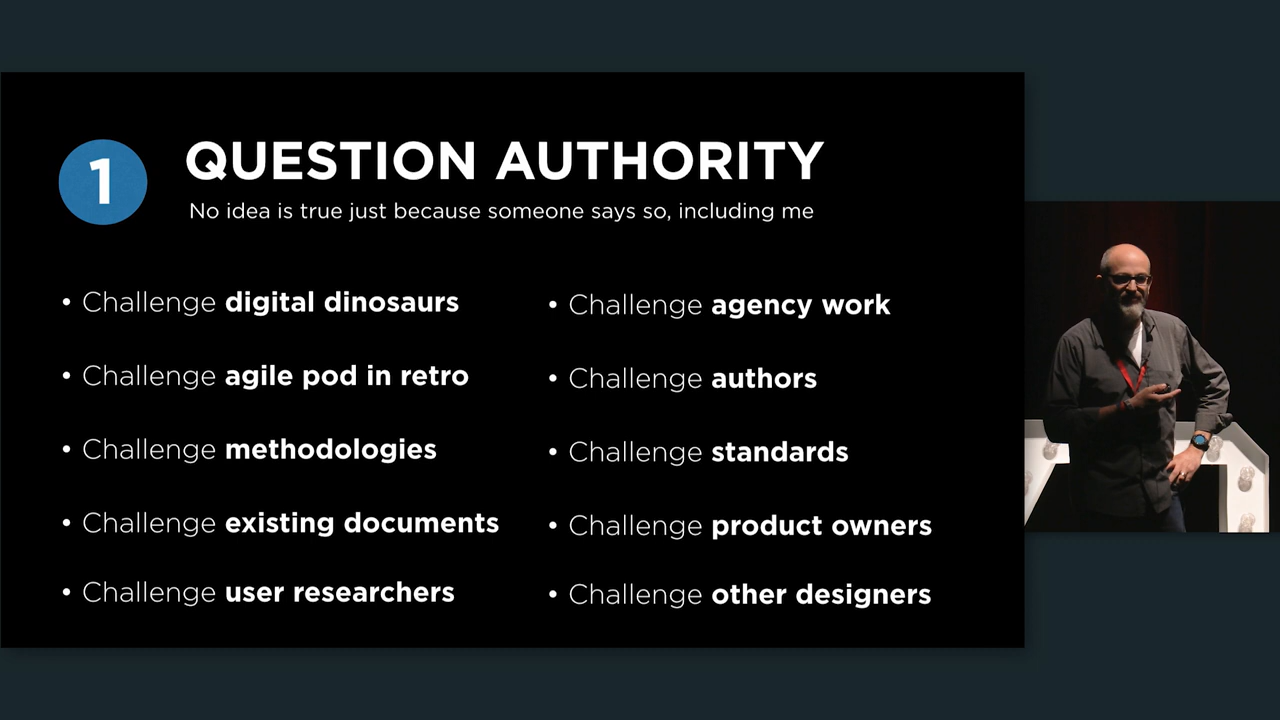 1
QUESTION AUTHORITY
No idea is true just because someone says so, including me
• Challenge digital dinosaurs
• Challenge agile pod in retro
• Challenge methodologies
• Challenge existing documents
• Challenge user researchers
• Challenge agency work
• Challenge authors
• Challenge standards
• Challenge product owners
• Challenge other designers